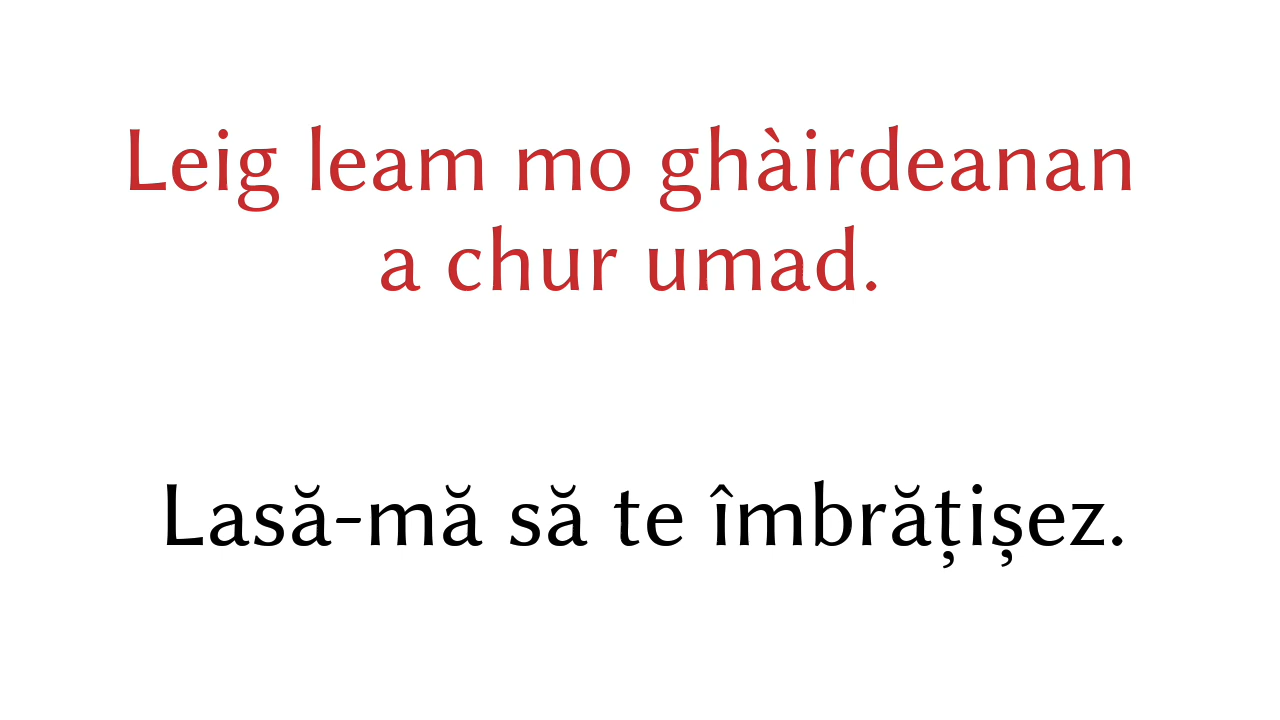 Leig leam mo ghàirdeanan
a chur umad.
Lasă-mă să te îmbrățișez.